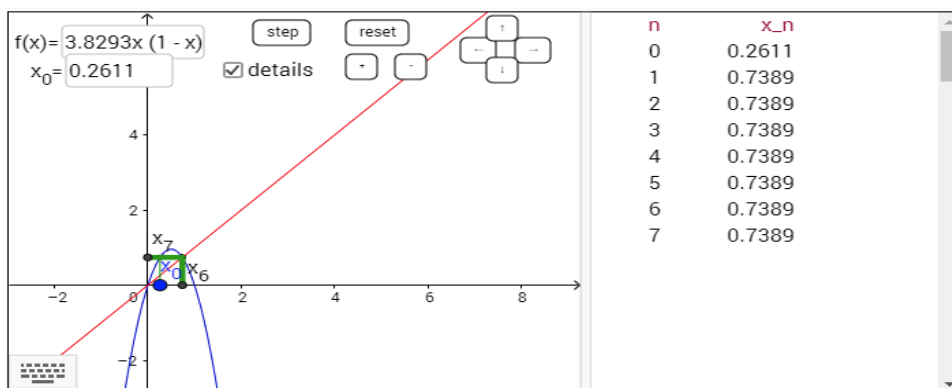 f(x)= 3.8293x (1 - x)
x0= 0.2611
step
reset
details
+
-
↑
←
→
↓
4
2
−2
0
2
4
6
8
−2
x7
x0
x6
n x_n
0 0.2611
1 0.7389
2 0.7389
3 0.7389
4 0.7389
5 0.7389
6 0.7389
7 0.7389